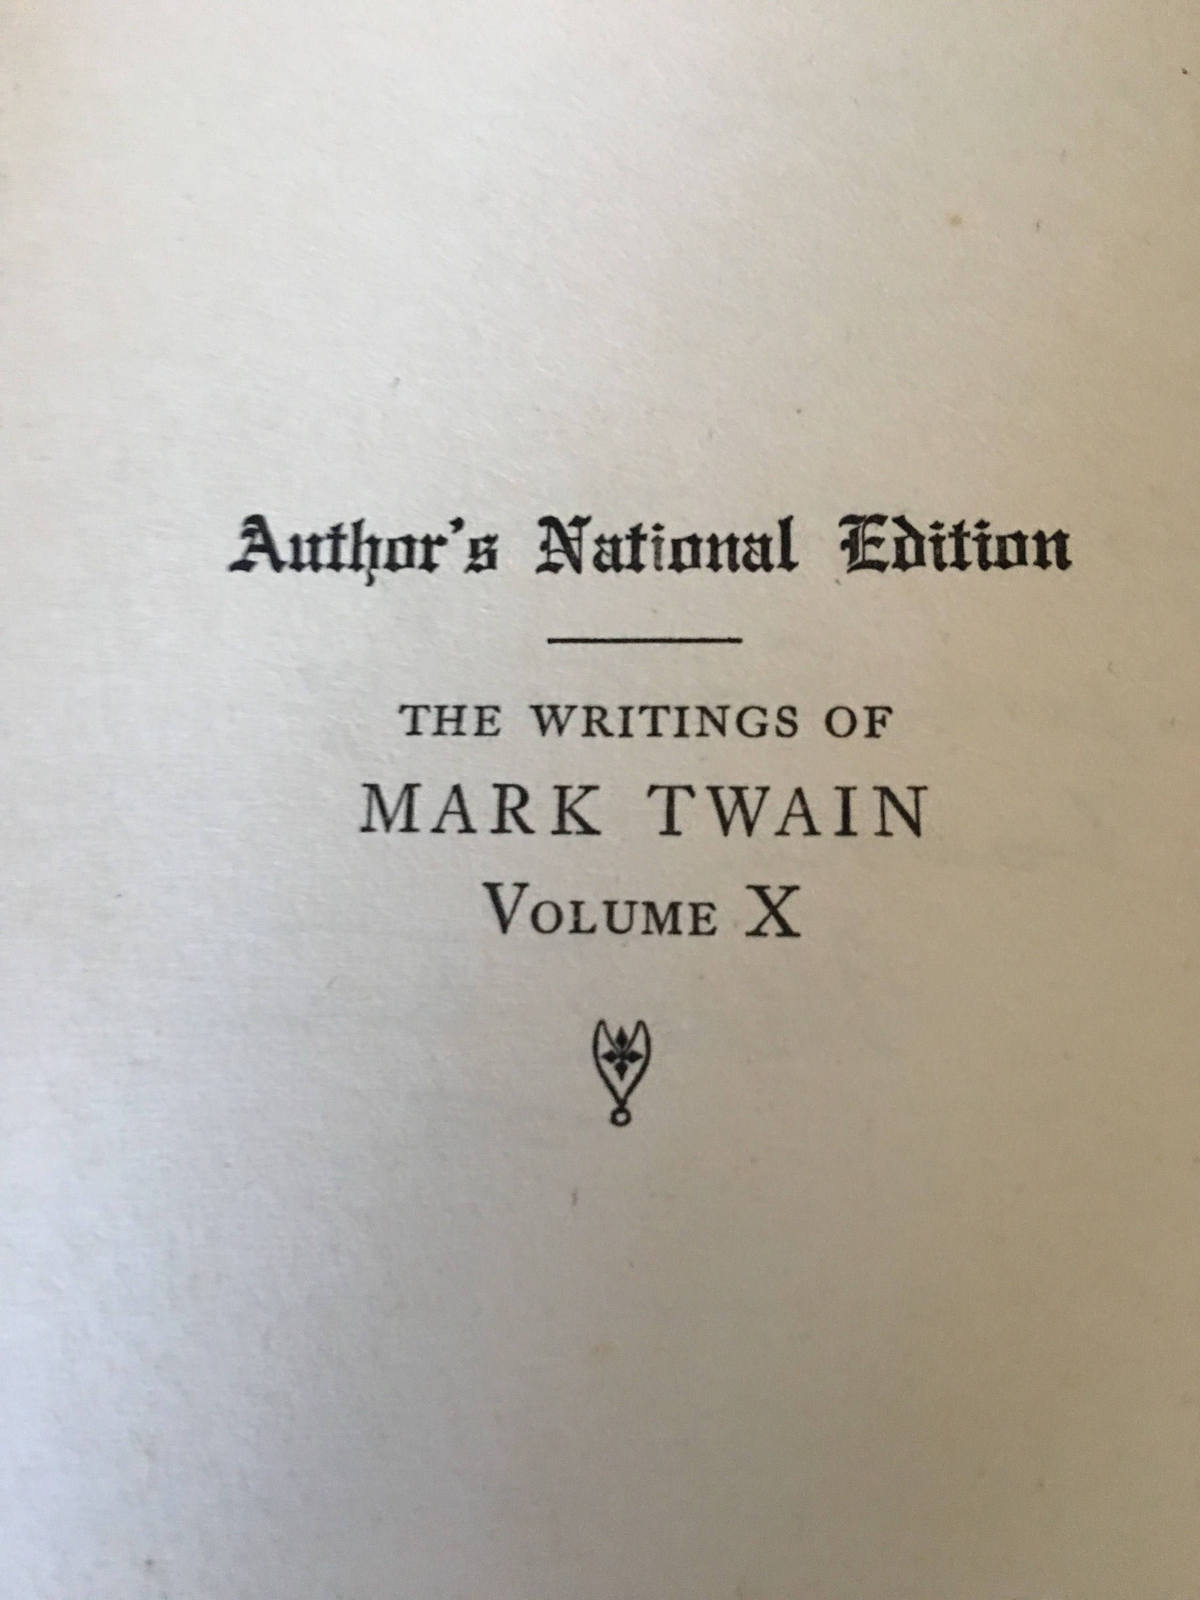 Author's National Edition
THE WRITINGS OF
MARK TWAIN
VOLUME X